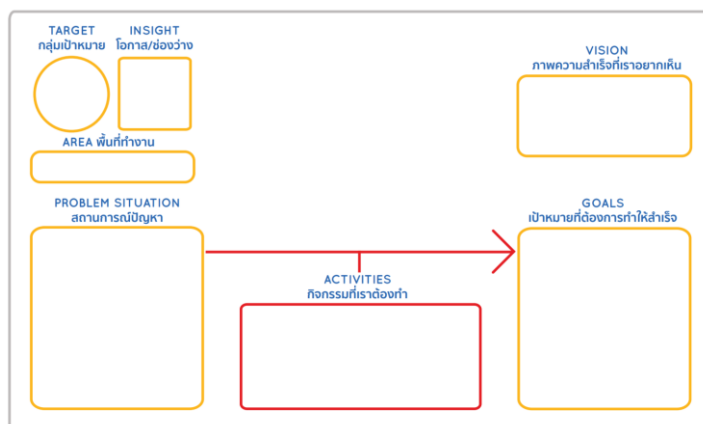 TARGET
กลุ่มเป้าหมาย
INSIGHT
โอกาส/ช่องว่าง
VISION
ภาพความสำเร็จที่เราอยากเห็น
AREA พื้นที่ทำงาน
PROBLEM SITUATION
สถานการณ์ปัญหา
GOALS
เป้าหมายที่ต้องการทำให้สำเร็จ
ACTIVITIES
กิจกรรมที่เราต้องทำ